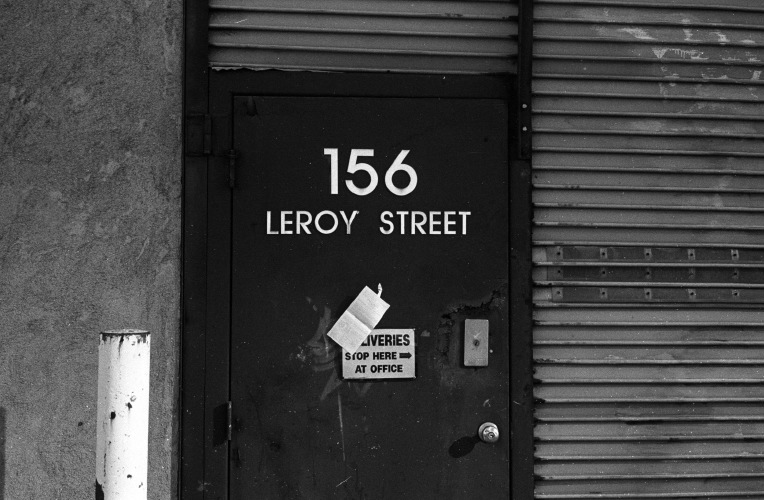 156
LEROY STREET
LIVERIES
STOP HERE ➡
AT OFFICE